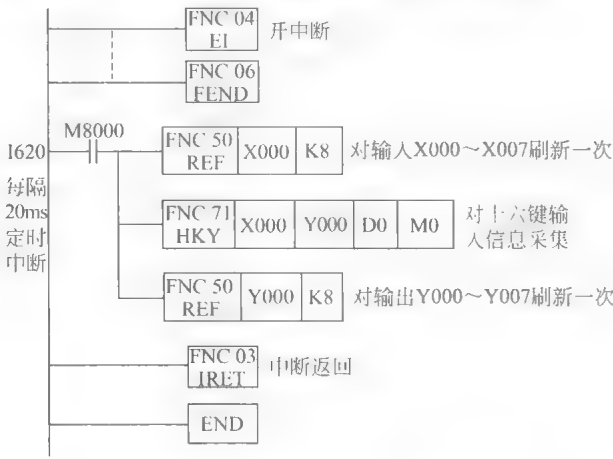 FNC 04
EI
开中断
FNC 06
FEND
M8000
I620
每隔
20ms
定时
中断
FNC 50
REF
X000
K8
对输入X000～X007刷新一次
FNC 71
HKY
X000
Y000
D0
M0
对十六键输
入信息采集
FNC 50
REF
Y000
K8
对输出Y000～Y007刷新一次
FNC 03
IRET
中断返回
END